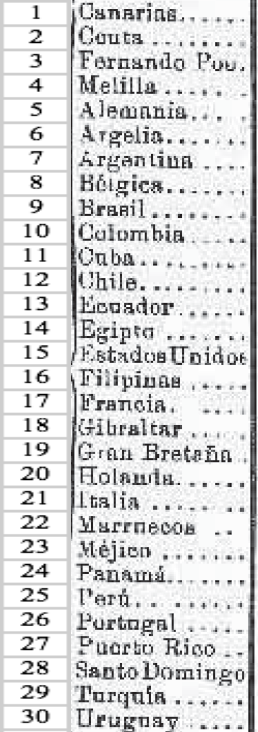 1 Canarias......
2 Ceuta ........
3 Fernando Poo.
4 Melilla ......
5 Alemania.....
6 Argelia.......
7 Argentina ....
8 Bélgica.......
9 Brasil ........
10 Colombia.....
11 Cuba.........
12 Chile.........
13 Ecuador......
14 Egipto .......
15 Estados Unidos
16 Filipinas .....
17 Francia. ....
18 Gibraltar .....
19 Gran Bretaña .
20 Holanda......
21 Italia ........
22 Marruecos ..
23 Méjico .......
24 Panamá.......
25 Perú.. .......
26 Portugal .....
27 Puerto Rico ..
28 Santo Domingo
29 Turquía ......
30 Uruguay .....